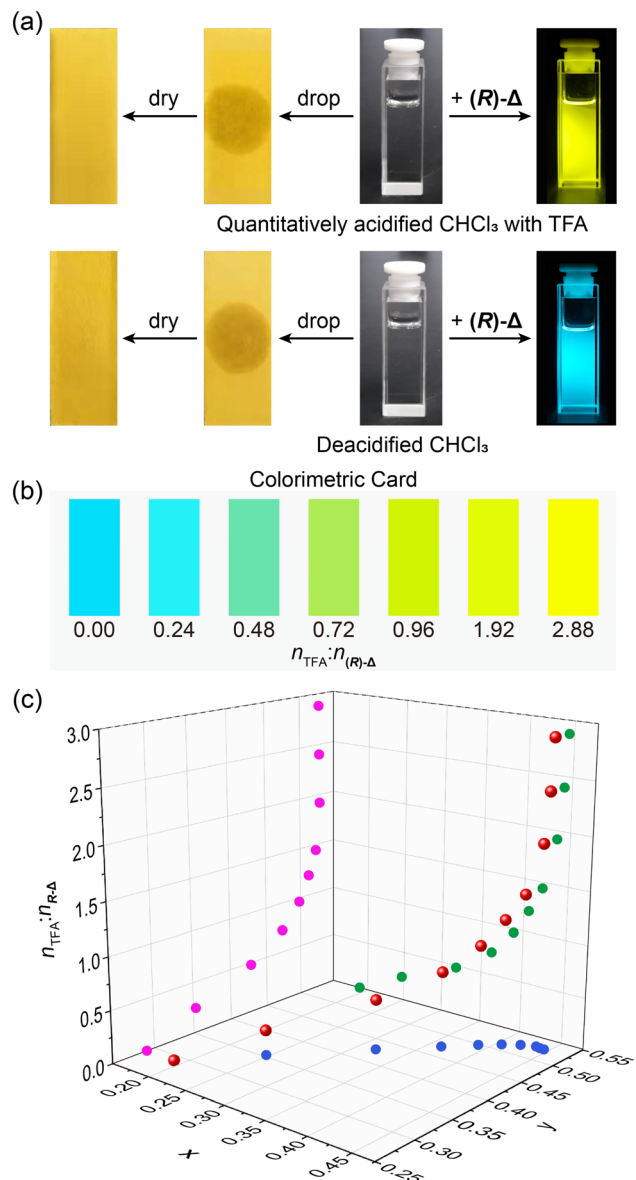 (a)
dry
drop
+ (R)-Δ
Quantitatively acidified CHCl₃ with TFA
dry
drop
+ (R)-Δ
Deacidified CHCl₃
Colorimetric Card
(b)
0.00 0.24 0.48 0.72 0.96 1.92 2.88
nTFA:n(R)-Δ
(c)
3.0
2.5
2.0
1.5
1.0
0.5
0.0
nTFA:nR-Δ
0.20
0.25
0.30
0.35
0.40
0.45
x
0.25
0.30
0.35
0.40
0.45
0.50
0.55
y